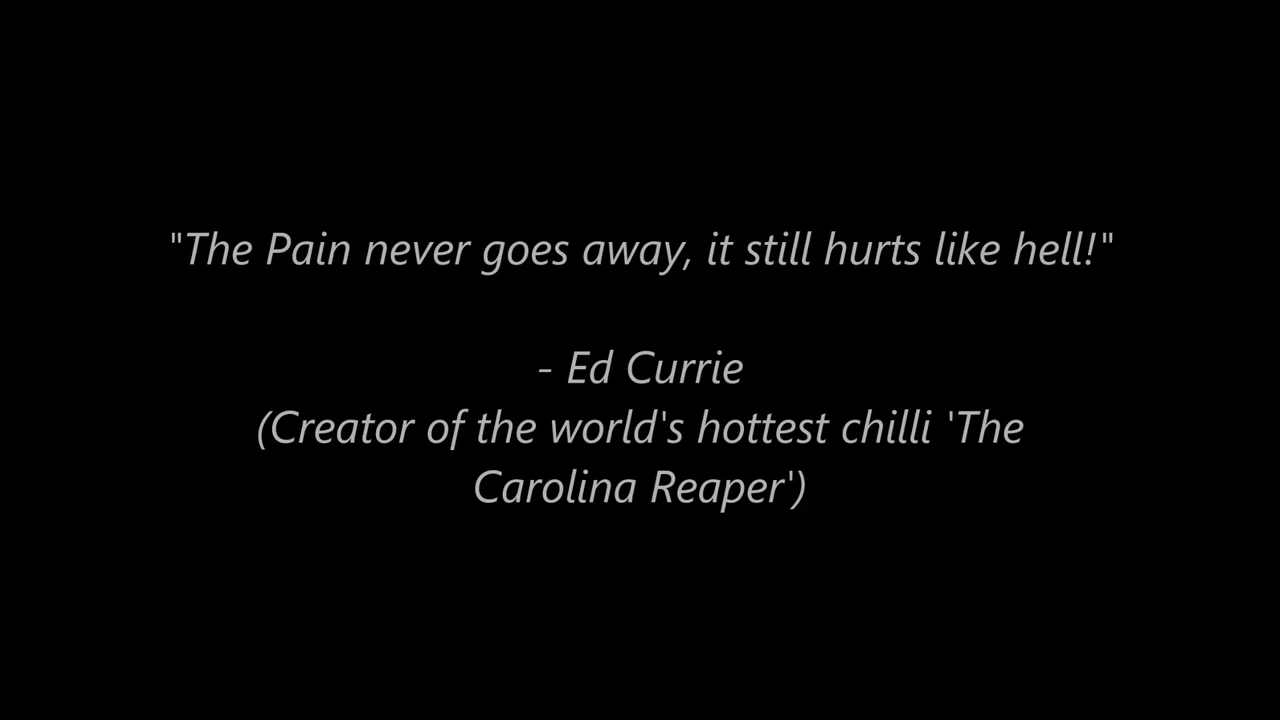 "The Pain never goes away, it still hurts like hell!"
- Ed Currie
(Creator of the world's hottest chilli 'The
Carolina Reaper')